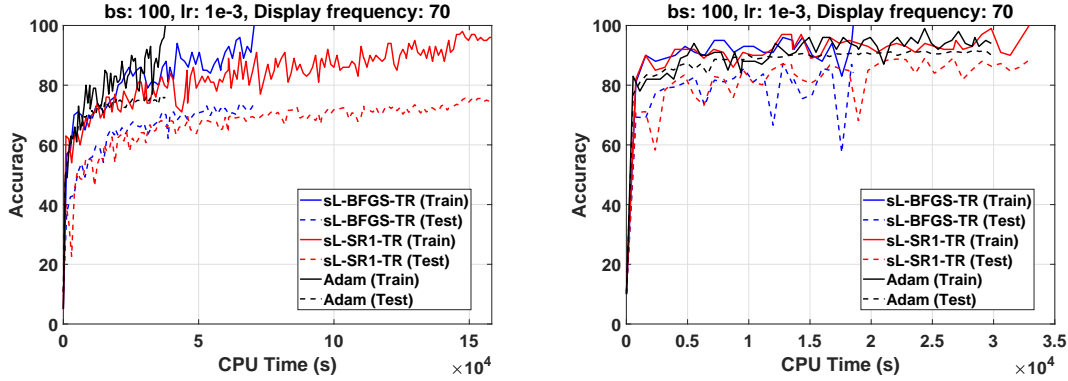 bs: 100, lr: 1e-3, Display frequency: 70
100
80
60
40
20
0
Accuracy
sL-BFGS-TR (Train)
sL-BFGS-TR (Test)
sL-SR1-TR (Train)
sL-SR1-TR (Test)
Adam (Train)
Adam (Test)
0 5 10 15
CPU Time (s)
×10^4
bs: 100, lr: 1e-3, Display frequency: 70
100
80
60
40
20
0
Accuracy
sL-BFGS-TR (Train)
sL-BFGS-TR (Test)
sL-SR1-TR (Train)
sL-SR1-TR (Test)
Adam (Train)
Adam (Test)
0 0.5 1 1.5 2 2.5 3 3.5
CPU Time (s)
×10^4